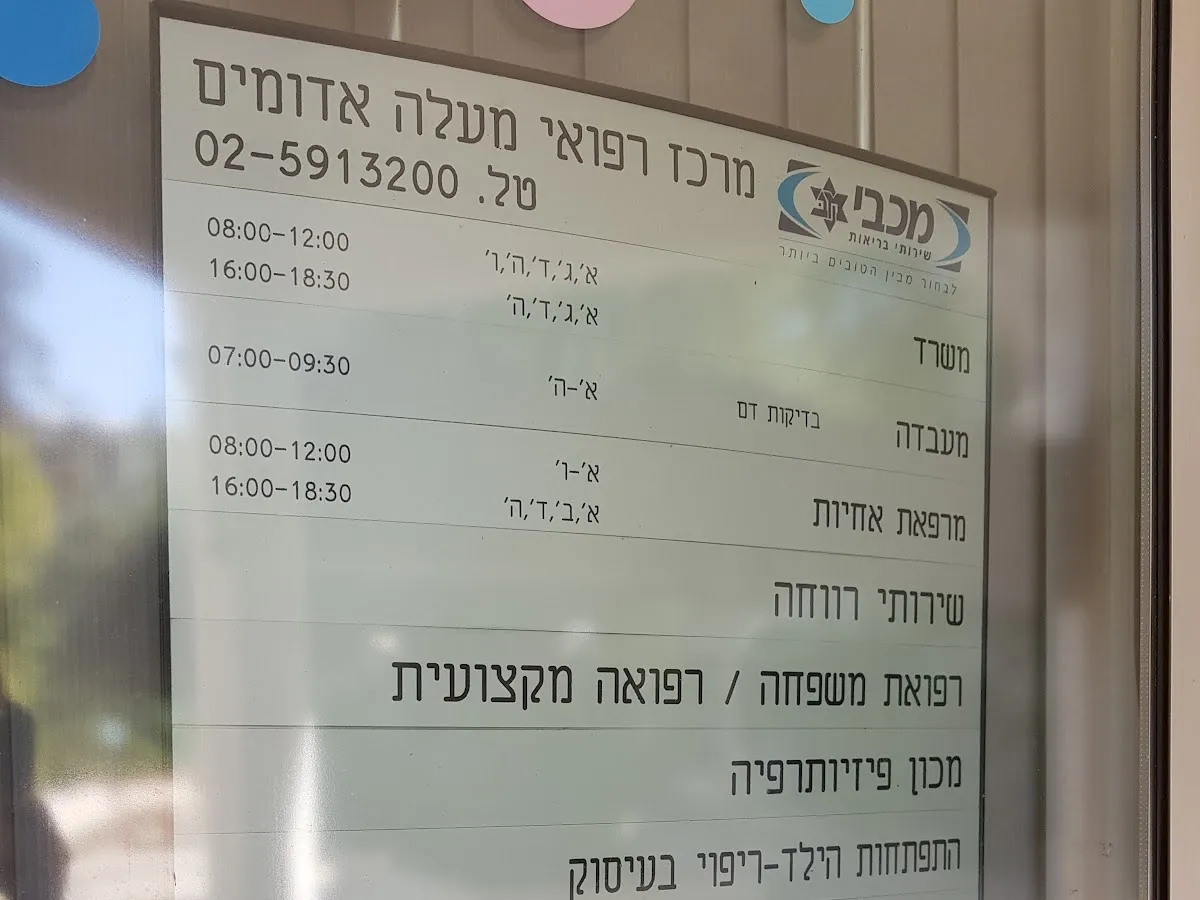 מרכז רפואי מעלה אדומים
טל. 02-5913200
מכבי
שירותי בריאות
לבחור מבין הטובים ביותר
משרד
א',ג',ד',ה',ו' 08:00-12:00
א',ג',ד',ה' 16:00-18:30
מעבדה בדיקות דם א'-ה' 07:00-09:30
מרפאת אחיות
א'-ו' 08:00-12:00
א',ב',ד',ה' 16:00-18:30
שירותי רווחה
רפואת משפחה / רפואה מקצועית
מכון פיזיותרפיה
התפתחות הילד-ריפוי בעיסוק